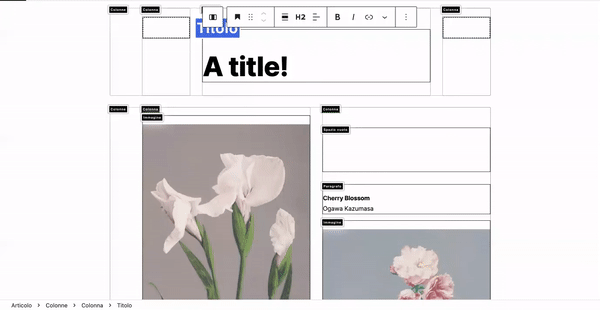 Colonne
Colonna
Colonna
H2
B
I
Titolo
A title!
Colonne
Colonna
Colonna
Immagine
Spazio vuoto
Paragrafo
Cherry Blossom
Ogawa Kazumasa
Immagine
Articolo > Colonne > Colonna > Titolo